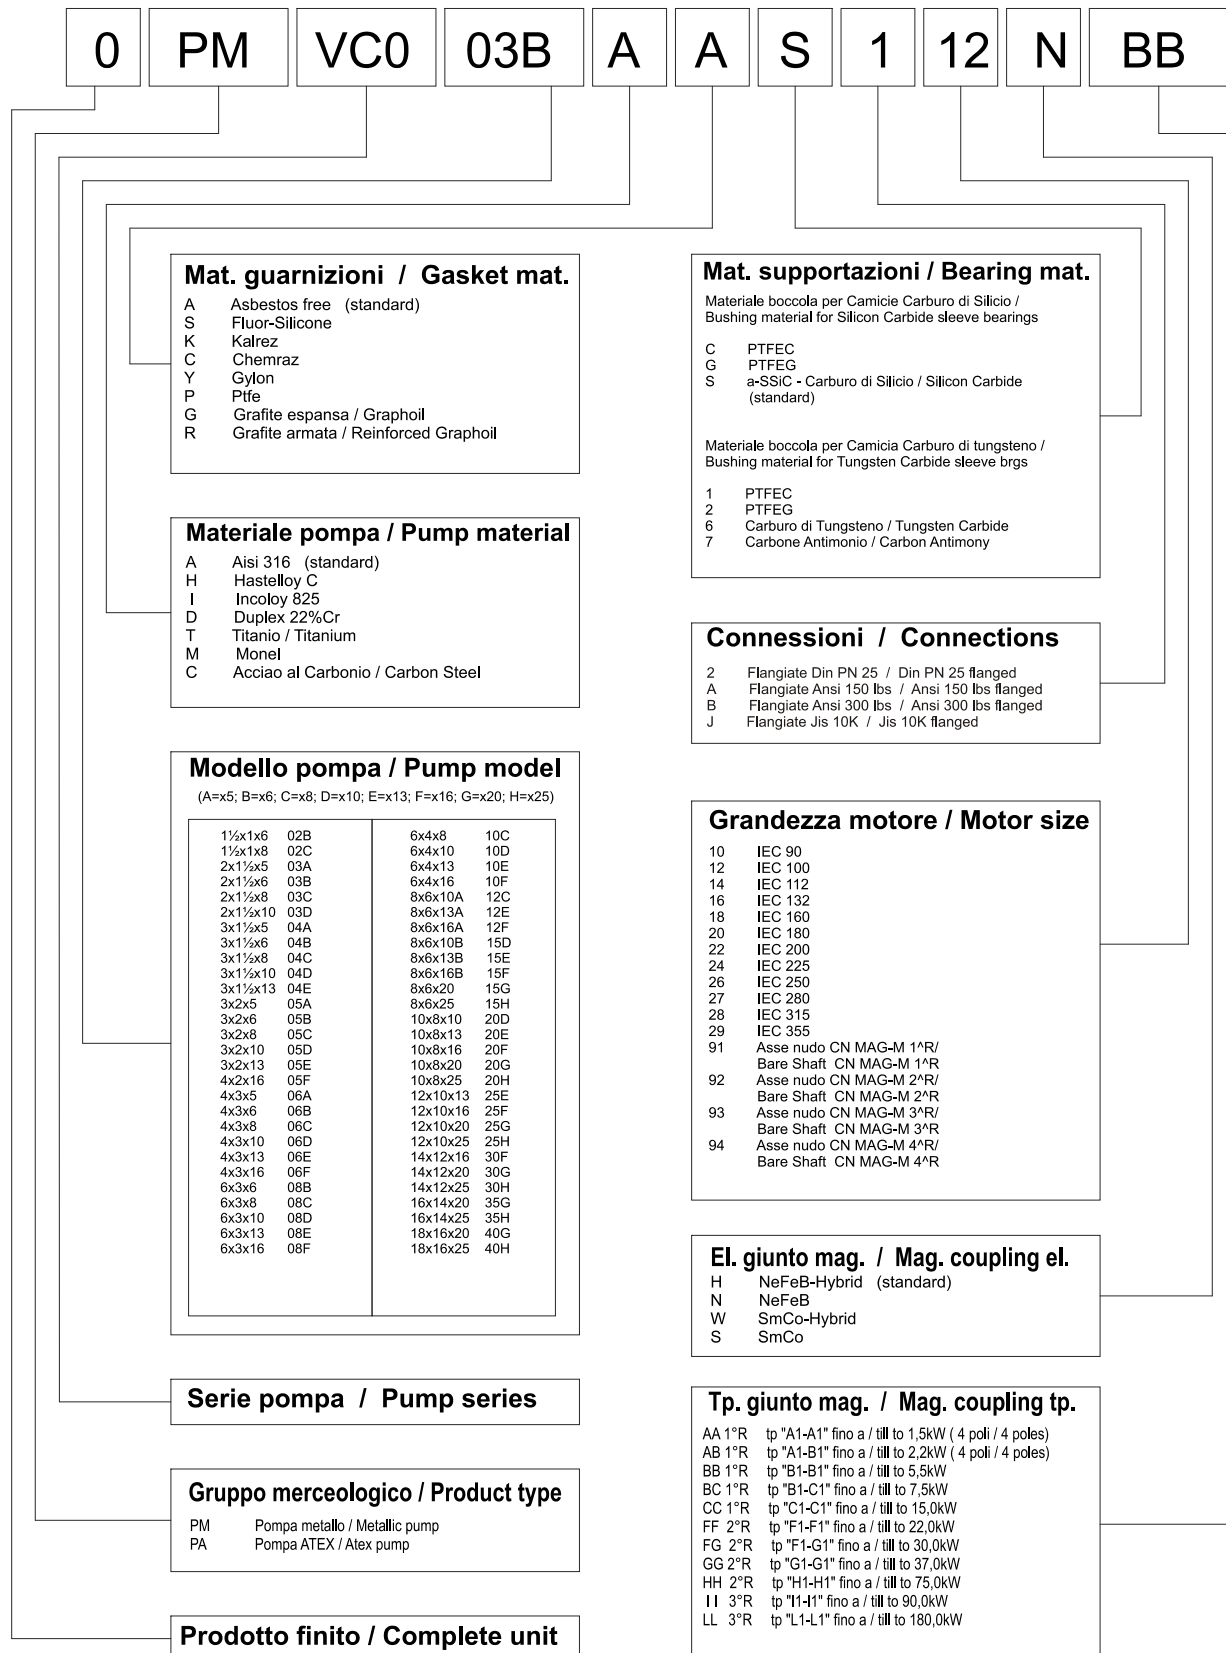 0 PM VC0 03B A A S 1 12 N BB
Mat. guarnizioni / Gasket mat.
A Asbestos free (standard)
S Fluor-Silicone
K Kalrez
C Chemraz
Y Gylon
P Ptfe
G Grafite espansa / Graphoil
R Grafite armata / Reinforced Graphoil
Materiale pompa / Pump material
A Aisi 316 (standard)
H Hastelloy C
I Incoloy 825
D Duplex 22%Cr
T Titanio / Titanium
M Monel
C Acciao al Carbonio / Carbon Steel
Modello pompa / Pump model
(A=x5; B=x6; C=x8; D=x10; E=x13; F=x16; G=x20; H=x25)
1½x1x6 02B
1½x1x8 02C
2x1½x5 03A
2x1½x6 03B
2x1½x8 03C
2x1½x10 03D
3x1½x5 04A
3x1½x6 04B
3x1½x8 04C
3x1½x10 04D
3x1½x13 04E
3x2x5 05A
3x2x6 05B
3x2x8 05C
3x2x10 05D
3x2x13 05E
4x2x16 05F
4x3x5 06A
4x3x6 06B
4x3x8 06C
4x3x10 06D
4x3x13 06E
4x3x16 06F
6x3x6 08B
6x3x8 08C
6x3x10 08D
6x3x13 08E
6x3x16 08F
6x4x8 10C
6x4x10 10D
6x4x13 10E
6x4x16 10F
8x6x10A 12C
8x6x13A 12E
8x6x16A 12F
8x6x10B 15D
8x6x13B 15E
8x6x16B 15F
8x6x20 15G
8x6x25 15H
10x8x10 20D
10x8x13 20E
10x8x16 20F
10x8x20 20G
10x8x25 20H
12x10x13 25E
12x10x16 25F
12x10x20 25G
12x10x25 25H
14x12x16 30F
14x12x20 30G
14x12x25 30H
16x14x20 35G
16x14x25 35H
18x16x20 40G
18x16x25 40H
Serie pompa / Pump series
Gruppo merceologico / Product type
PM Pompa metallo / Metallic pump
PA Pompa ATEX / Atex pump
Prodotto finito / Complete unit
Mat. supportazioni / Bearing mat.
Materiale boccola per Camicie Carburo di Silicio /
Bushing material for Silicon Carbide sleeve bearings
C PTFEC
G PTFEG
S a-SSiC - Carburo di Silicio / Silicon Carbide
(standard)
Materiale boccola per Camicia Carburo di tungsteno /
Bushing material for Tungsten Carbide sleeve brgs
1 PTFEC
2 PTFEG
6 Carburo di Tungsteno / Tungsten Carbide
7 Carbone Antimonio / Carbon Antimony
Connessioni / Connections
2 Flangiate Din PN 25 / Din PN 25 flanged
A Flangiate Ansi 150 lbs / Ansi 150 lbs flanged
B Flangiate Ansi 300 lbs / Ansi 300 lbs flanged
J Flangiate Jis 10K / Jis 10K flanged
Grandezza motore / Motor size
10 IEC 90
12 IEC 100
14 IEC 112
16 IEC 132
18 IEC 160
20 IEC 180
22 IEC 200
24 IEC 225
26 IEC 250
27 IEC 280
28 IEC 315
29 IEC 355
91 Asse nudo CN MAG-M 1^R/
Bare Shaft CN MAG-M 1^R
92 Asse nudo CN MAG-M 2^R/
Bare Shaft CN MAG-M 2^R
93 Asse nudo CN MAG-M 3^R/
Bare Shaft CN MAG-M 3^R
94 Asse nudo CN MAG-M 4^R/
Bare Shaft CN MAG-M 4^R
El. giunto mag. / Mag. coupling el.
H NeFeB-Hybrid (standard)
N NeFeB
W SmCo-Hybrid
S SmCo
Tp. giunto mag. / Mag. coupling tp.
AA 1°R tp "A1-A1" fino a / till to 1,5kW ( 4 poli / 4 poles)
AB 1°R tp "A1-B1" fino a / till to 2,2kW ( 4 poli / 4 poles)
BB 1°R tp "B1-B1" fino a / till to 5,5kW
BC 1°R tp "B1-C1" fino a / till to 7,5kW
CC 1°R tp "C1-C1" fino a / till to 15,0kW
FF 2°R tp "F1-F1" fino a / till to 22,0kW
FG 2°R tp "F1-G1" fino a / till to 30,0kW
GG 2°R tp "G1-G1" fino a / till to 37,0kW
HH 2°R tp "H1-H1" fino a / till to 75,0kW
I I 3°R tp "I1-I1" fino a / till to 90,0kW
LL 3°R tp "L1-L1" fino a / till to 180,0kW